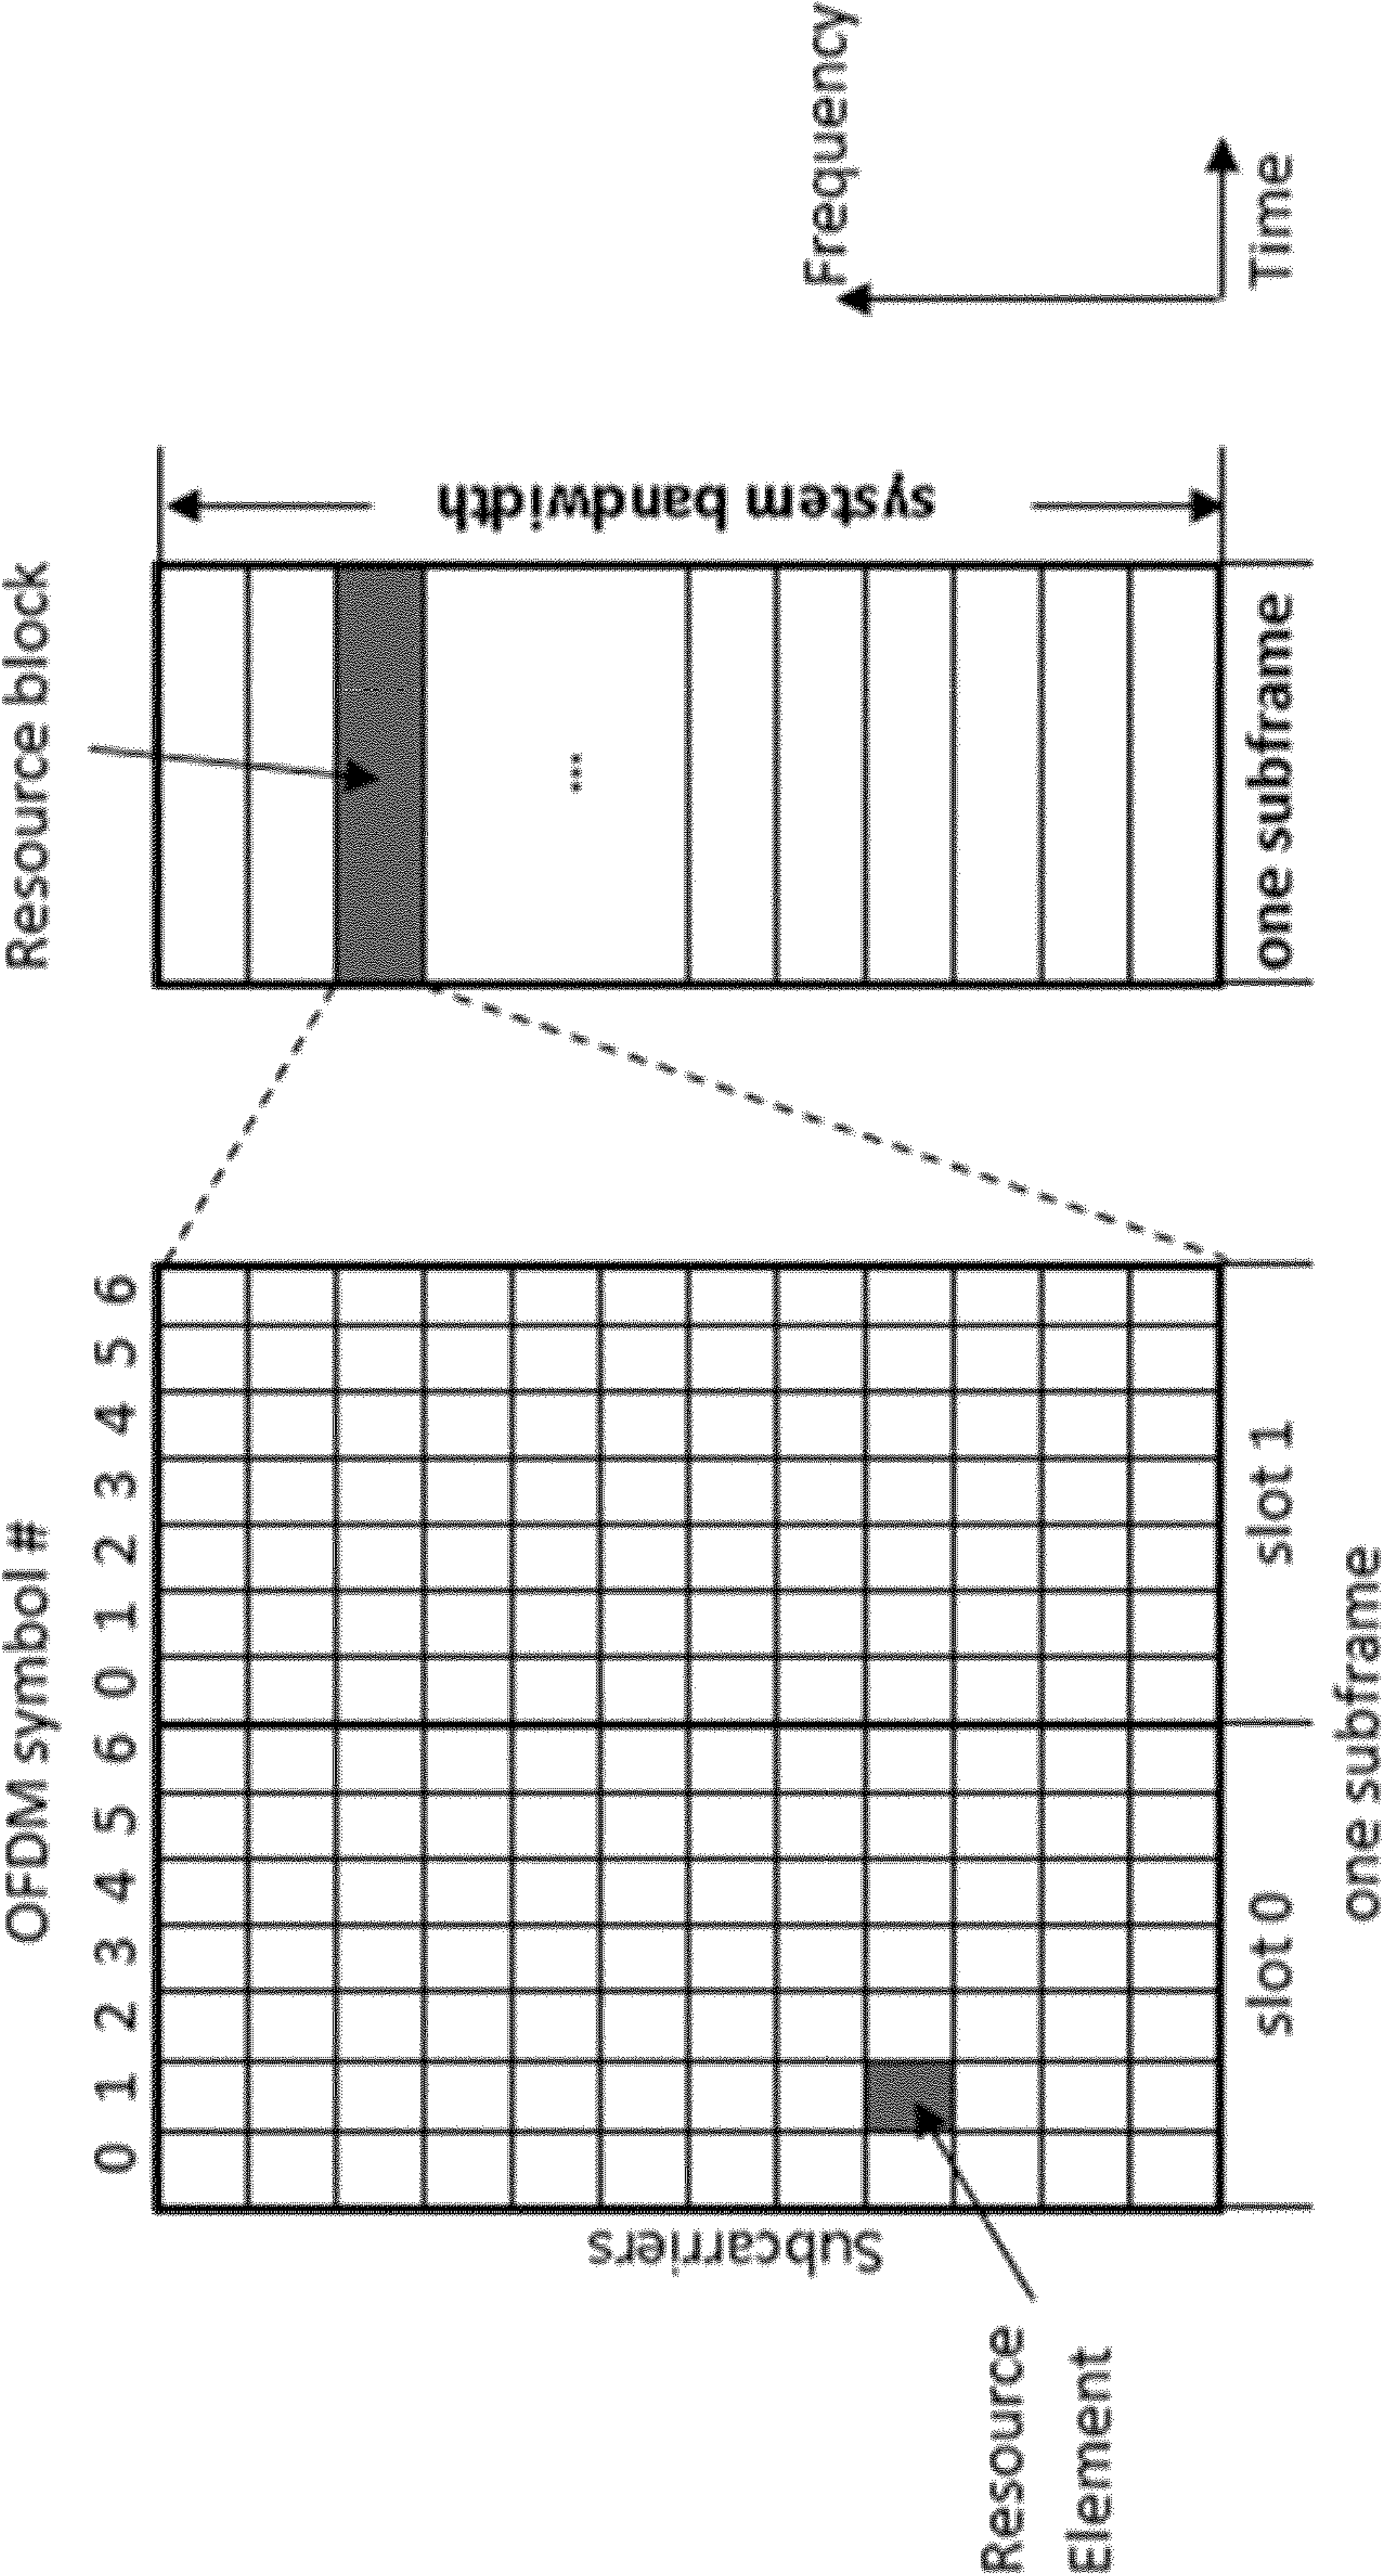 OFDM symbol #
0 1 2 3 4 5 6 0 1 2 3 4 5 6
Resource block
Subcarriers
Resource
Element
...
system bandwidth
Frequency
Time
slot 0
slot 1
one subframe
one subframe